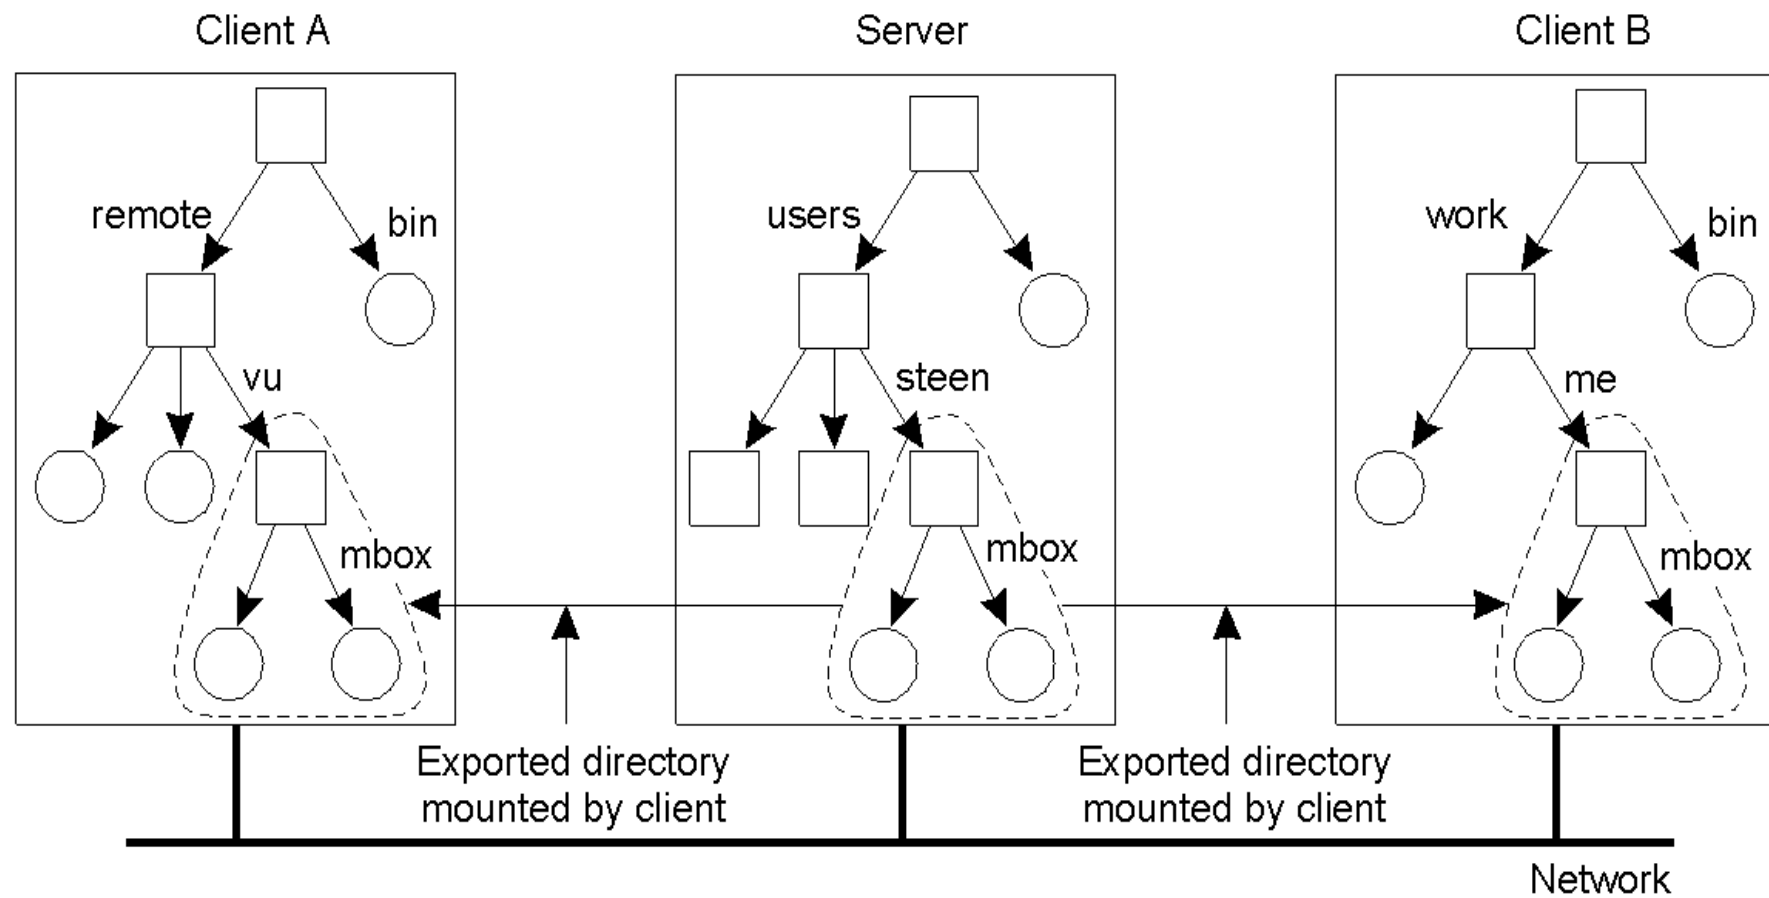 Client A
Server
Client B
remote
bin
users
work
bin
vu
steen
me
mbox
mbox
mbox
Exported directory
mounted by client
Exported directory
mounted by client
Network